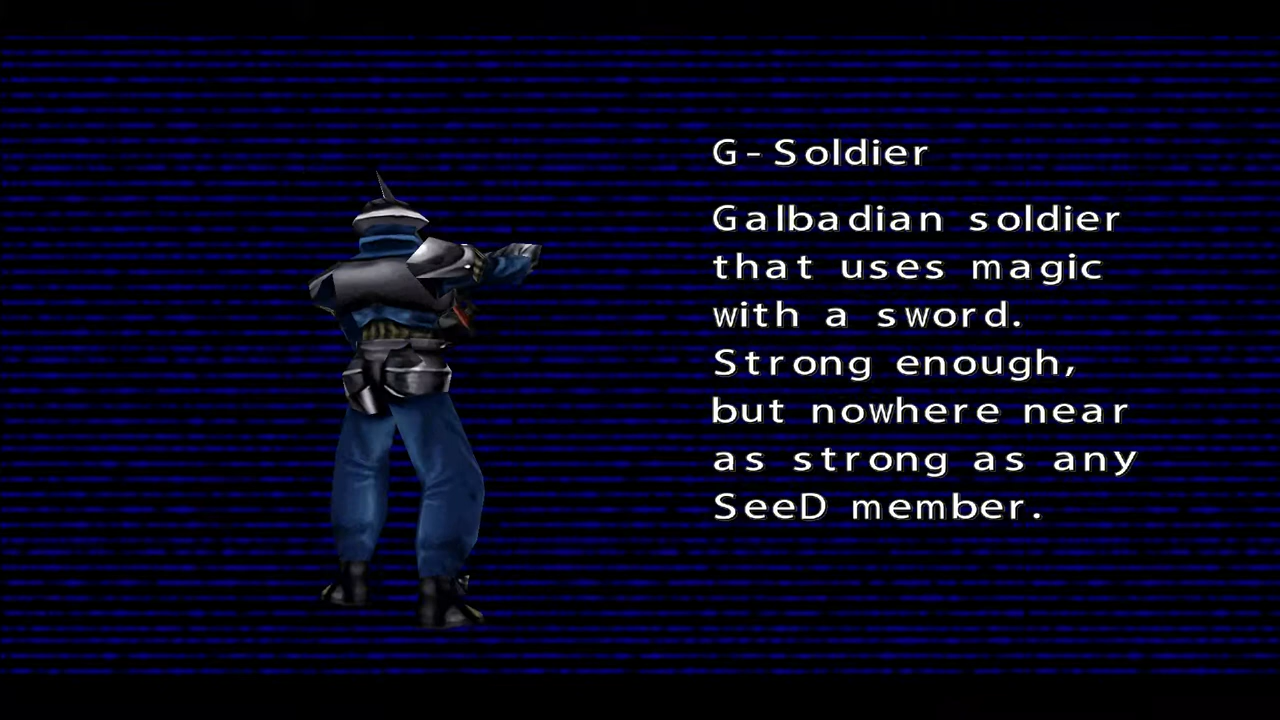 G-Soldier
Galbadian soldier
that uses magic
with a sword.
Strong enough,
but nowhere near
as strong as any
SeeD member.